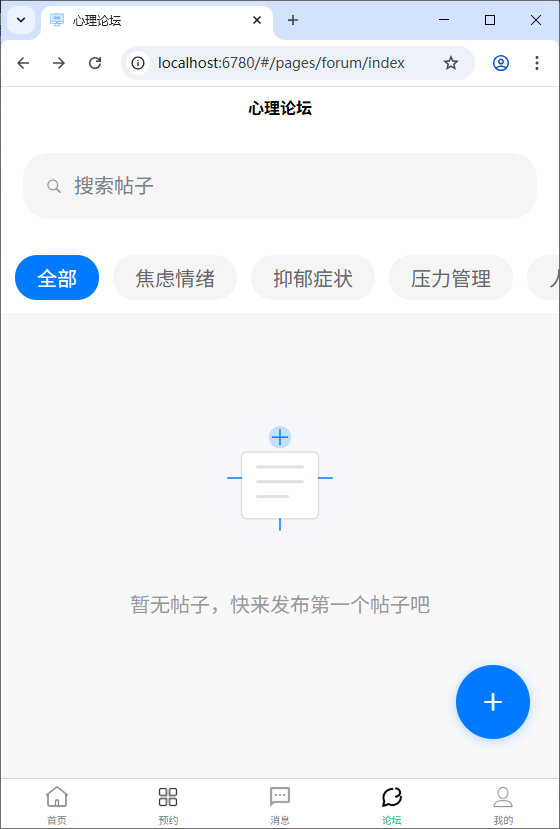 心理论坛
localhost:6780/#/pages/forum/index
心理论坛
搜索帖子
全部 焦虑情绪 抑郁症状 压力管理 人
暂无帖子，快来发布第一个帖子吧
首页 预约 消息 论坛 我的